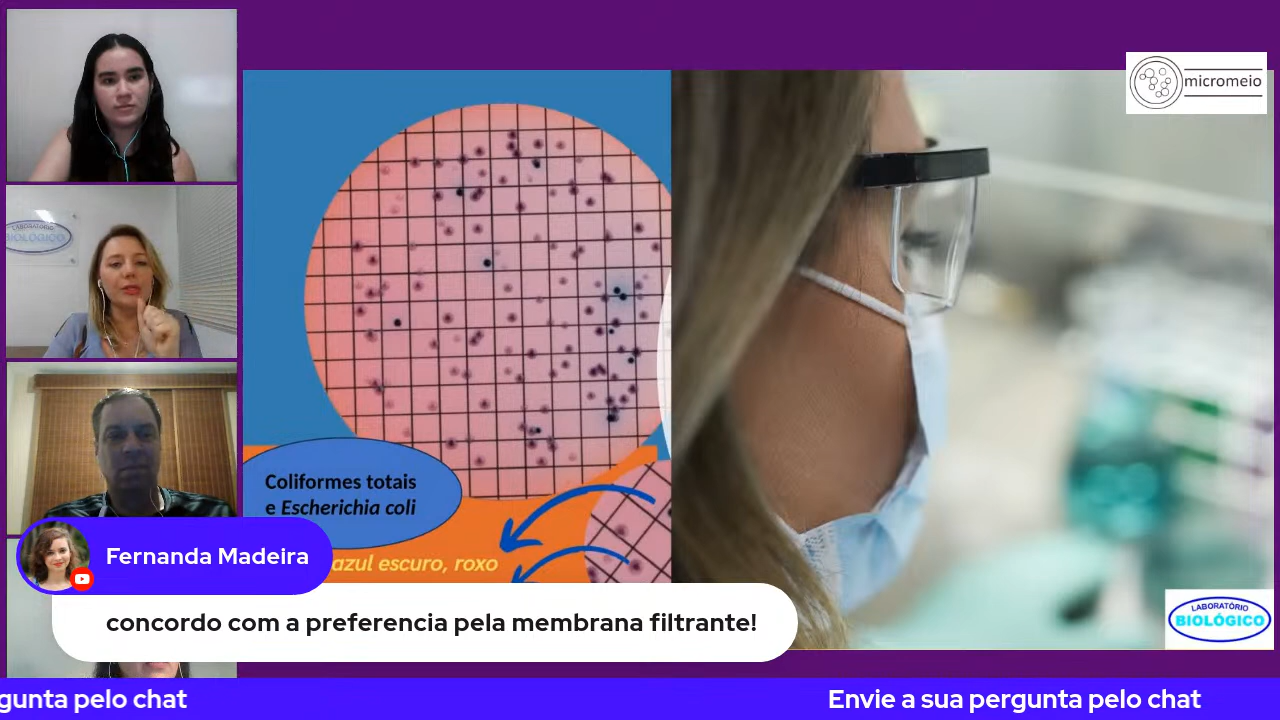 micromeio
LABORATÓRIO
BIOLÓGICO
Coliformes totais
e Escherichia coli
azul escuro, roxo
Fernanda Madeira
concordo com a preferencia pela membrana filtrante!
LABORATÓRIO
BIOLÓGICO
gunta pelo chat
Envie a sua pergunta pelo chat